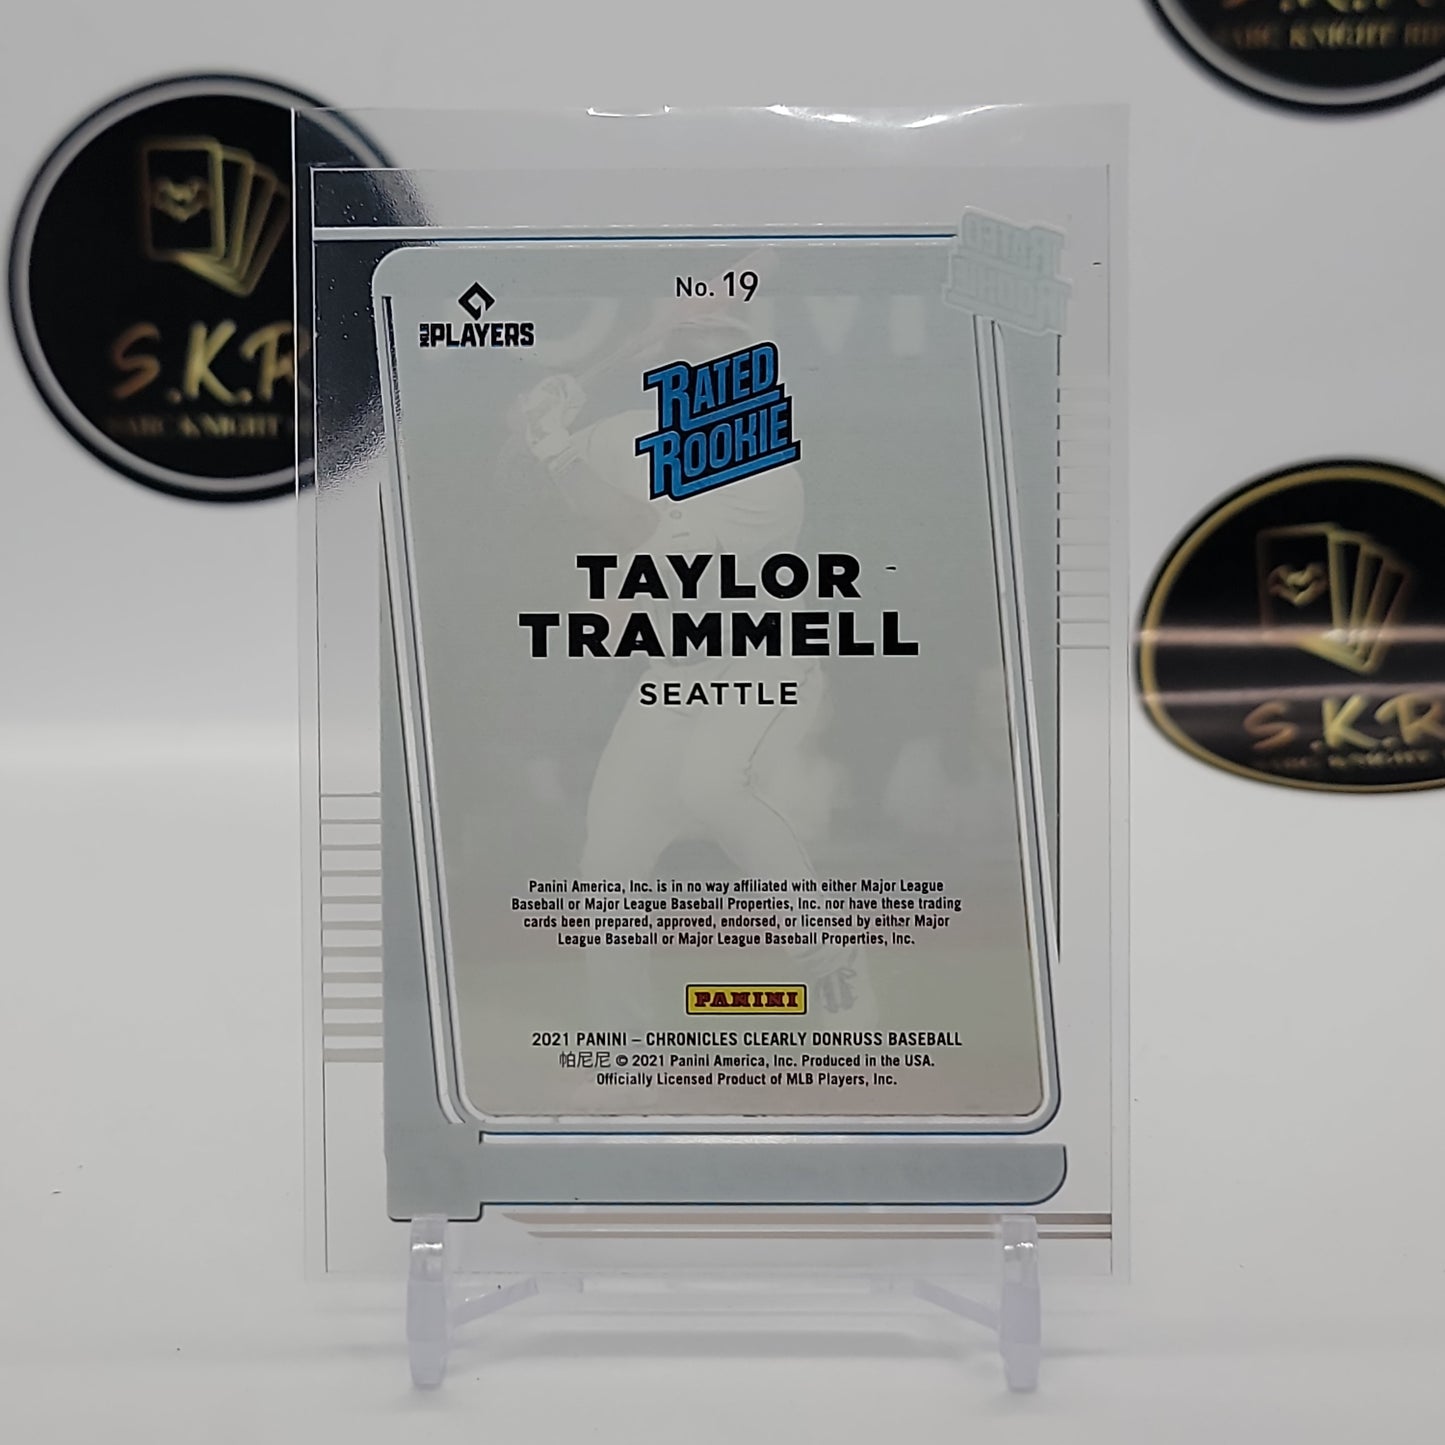 S.K.R
No. 19
MLB PLAYERS
RATED
ROOKIE
TAYLOR
TRAMMELL
SEATTLE
Panini America, Inc. is in no way affiliated with either Major League
Baseball or Major League Baseball Properties, Inc. nor have these trading
cards been prepared, approved, endorsed, or licensed by either Major
League Baseball or Major League Baseball Properties, Inc.
PANINI
2021 PANINI – CHRONICLES CLEARLY DONRUSS BASEBALL
帕尼尼 © 2021 Panini America, Inc. Produced in the USA.
Officially Licensed Product of MLB Players, Inc.
S.K.R